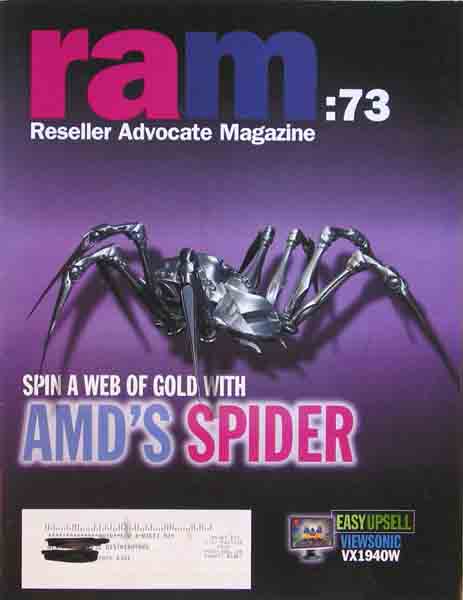 ram
:73
Reseller Advocate Magazine
SPIN A WEB OF GOLD WITH
AMD'S SPIDER
EASY UPSELL
VIEWSONIC
VX1940W